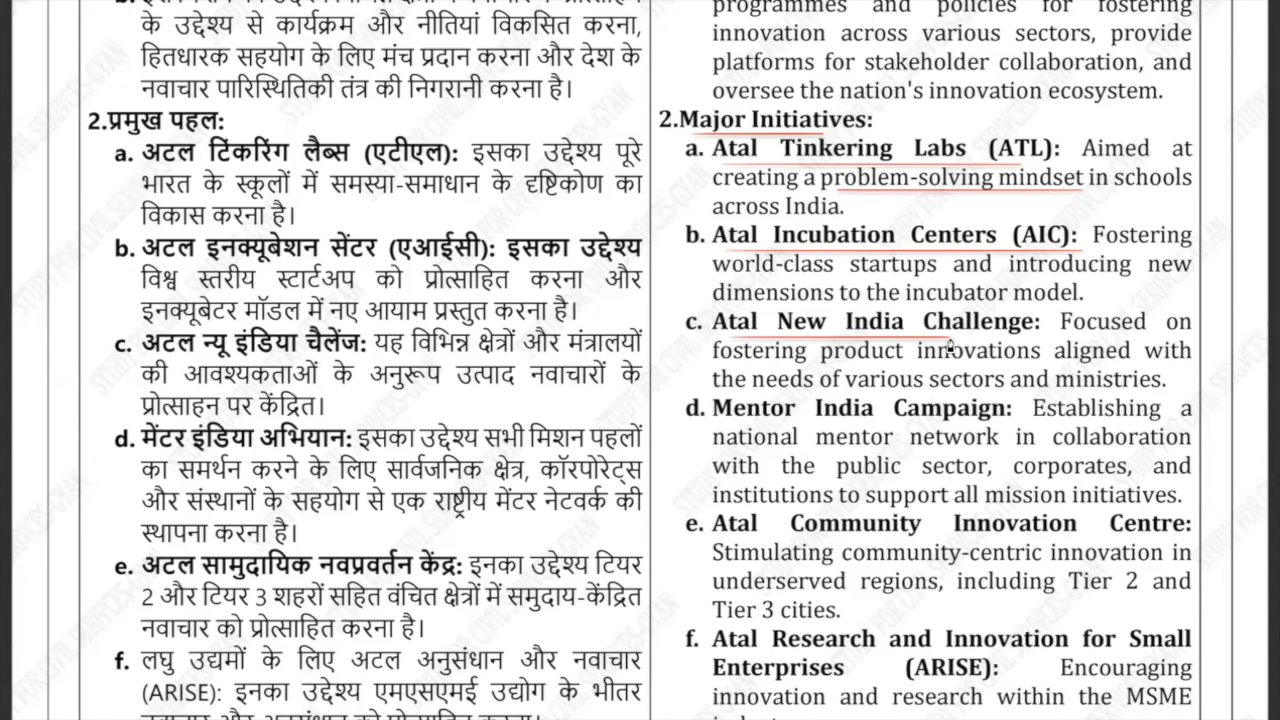 के उद्देश्य से कार्यक्रम और नीतियां विकसित करना,
हितधारक सहयोग के लिए मंच प्रदान करना और देश के
नवाचार पारिस्थितिकी तंत्र की निगरानी करना है।
2.प्रमुख पहल:
a. अटल टिंकरिंग लैब्स (एटीएल): इसका उद्देश्य पूरे
भारत के स्कूलों में समस्या-समाधान के दृष्टिकोण का
विकास करना है।
b. अटल इनक्यूबेशन सेंटर (एआईसी): इसका उद्देश्य
विश्व स्तरीय स्टार्टअप को प्रोत्साहित करना और
इनक्यूबेटर मॉडल में नए आयाम प्रस्तुत करना है।
c. अटल न्यू इंडिया चैलेंज: यह विभिन्न क्षेत्रों और मंत्रालयों
की आवश्यकताओं के अनुरूप उत्पाद नवाचारों के
प्रोत्साहन पर केंद्रित।
d. मेंटर इंडिया अभियान: इसका उद्देश्य सभी मिशन पहलों
का समर्थन करने के लिए सार्वजनिक क्षेत्र, कॉरपोरेट्स
और संस्थानों के सहयोग से एक राष्ट्रीय मेंटर नेटवर्क की
स्थापना करना है।
e. अटल सामुदायिक नवप्रवर्तन केंद्र: इनका उद्देश्य टियर
2 और टियर 3 शहरों सहित वंचित क्षेत्रों में समुदाय-केंद्रित
नवाचार को प्रोत्साहित करना है।
f. लघु उद्यमों के लिए अटल अनुसंधान और नवाचार
(ARISE): इनका उद्देश्य एमएसएमई उद्योग के भीतर
programmes and policies for fostering
innovation across various sectors, provide
platforms for stakeholder collaboration, and
oversee the nation's innovation ecosystem.
2.Major Initiatives:
a. Atal Tinkering Labs (ATL): Aimed at
creating a problem-solving mindset in schools
across India.
b. Atal Incubation Centers (AIC): Fostering
world-class startups and introducing new
dimensions to the incubator model.
c. Atal New India Challenge: Focused on
fostering product innovations aligned with
the needs of various sectors and ministries.
d. Mentor India Campaign: Establishing a
national mentor network in collaboration
with the public sector, corporates, and
institutions to support all mission initiatives.
e. Atal Community Innovation Centre:
Stimulating community-centric innovation in
underserved regions, including Tier 2 and
Tier 3 cities.
f. Atal Research and Innovation for Small
Enterprises (ARISE): Encouraging
innovation and research within the MSME